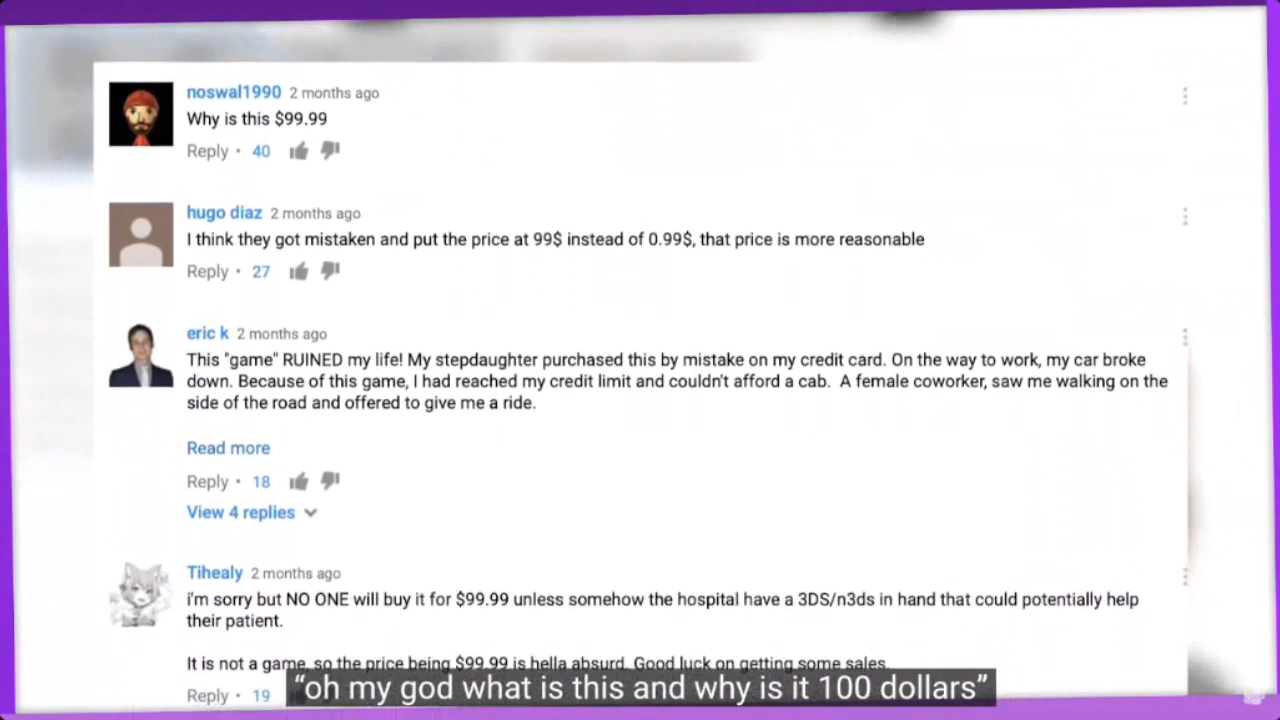 noswal1990 2 months ago
Why is this $99.99
Reply • 40
hugo diaz 2 months ago
I think they got mistaken and put the price at 99$ instead of 0.99$, that price is more reasonable
Reply • 27
eric k 2 months ago
This "game" RUINED my life! My stepdaughter purchased this by mistake on my credit card. On the way to work, my car broke
down. Because of this game, I had reached my credit limit and couldn't afford a cab. A female coworker, saw me walking on the
side of the road and offered to give me a ride.
Read more
Reply • 18
View 4 replies
Tihealy 2 months ago
i'm sorry but NO ONE will buy it for $99.99 unless somehow the hospital have a 3DS/n3ds in hand that could potentially help
their patient.
It is not a game, so the price being $99.99 is hella absurd. Good luck on getting some sales.
Reply • 19
“oh my god what is this and why is it 100 dollars”